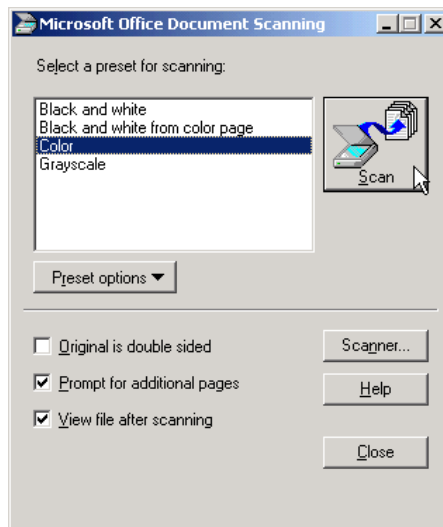 Microsoft Office Document Scanning
Select a preset for scanning:
Black and white
Black and white from color page
Color
Grayscale
Scan
Preset options
Original is double sided
Scanner...
Prompt for additional pages
Help
View file after scanning
Close